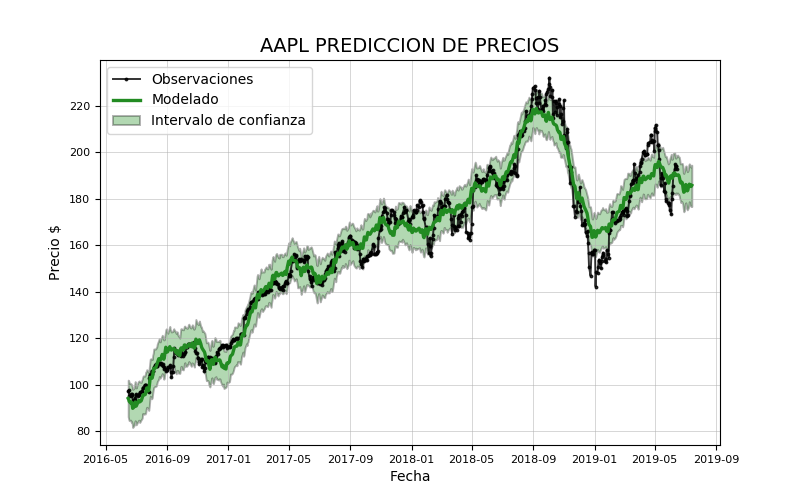 AAPL PREDICCION DE PRECIOS
Observaciones
Modelado
Intervalo de confianza
Precio $
220
200
180
160
140
120
100
80
2016-05 2016-09 2017-01 2017-05 2017-09 2018-01 2018-05 2018-09 2019-01 2019-05 2019-09
Fecha